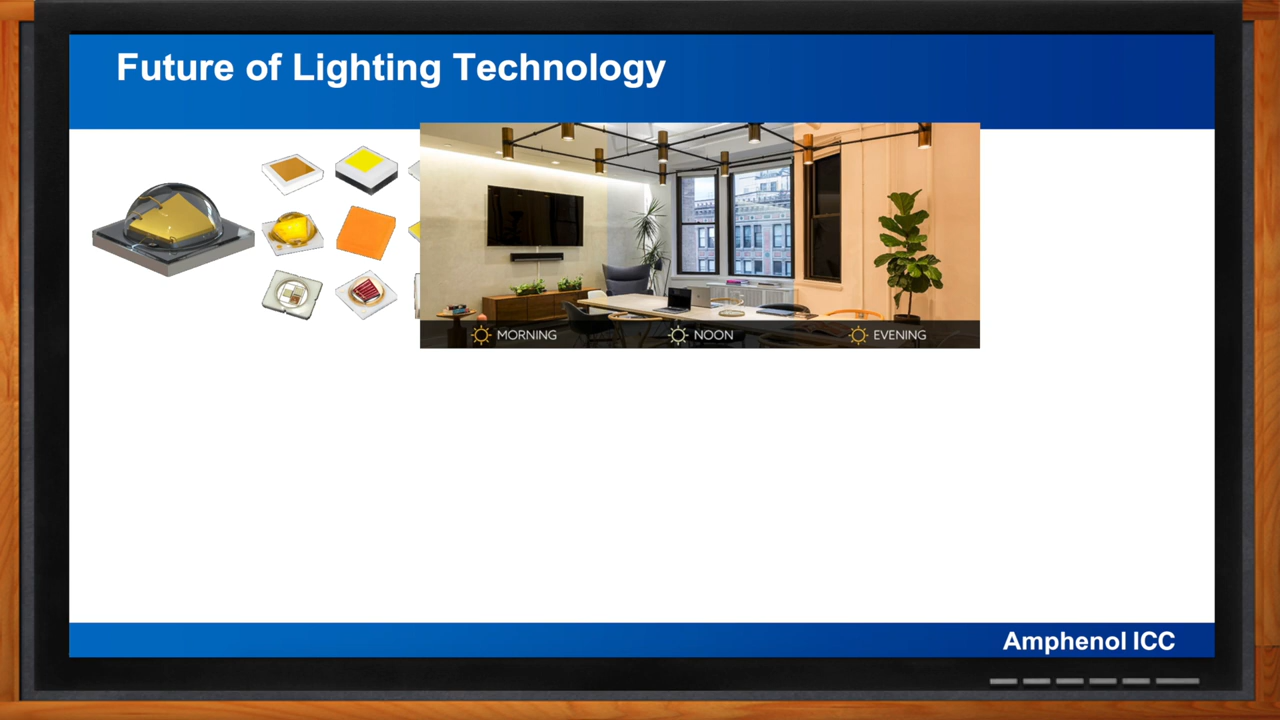 Future of Lighting Technology
MORNING
NOON
EVENING
Amphenol ICC